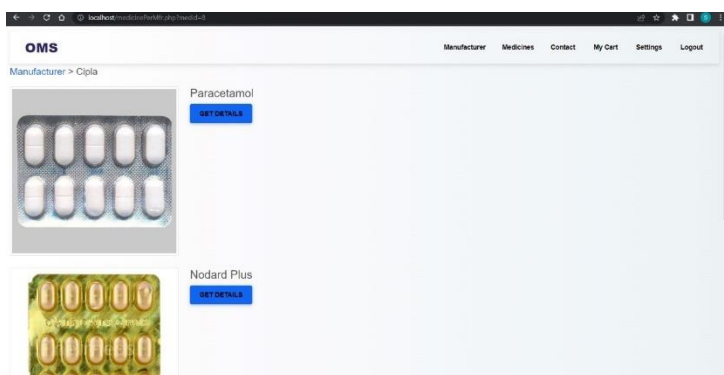 localhost/medicinePerMfr.php?medId=8
OMS
Manufacturer Medicines Contact My Cart Settings Logout
Manufacturer > Cipla
Paracetamol
GET DETAILS
Nodard Plus
GET DETAILS